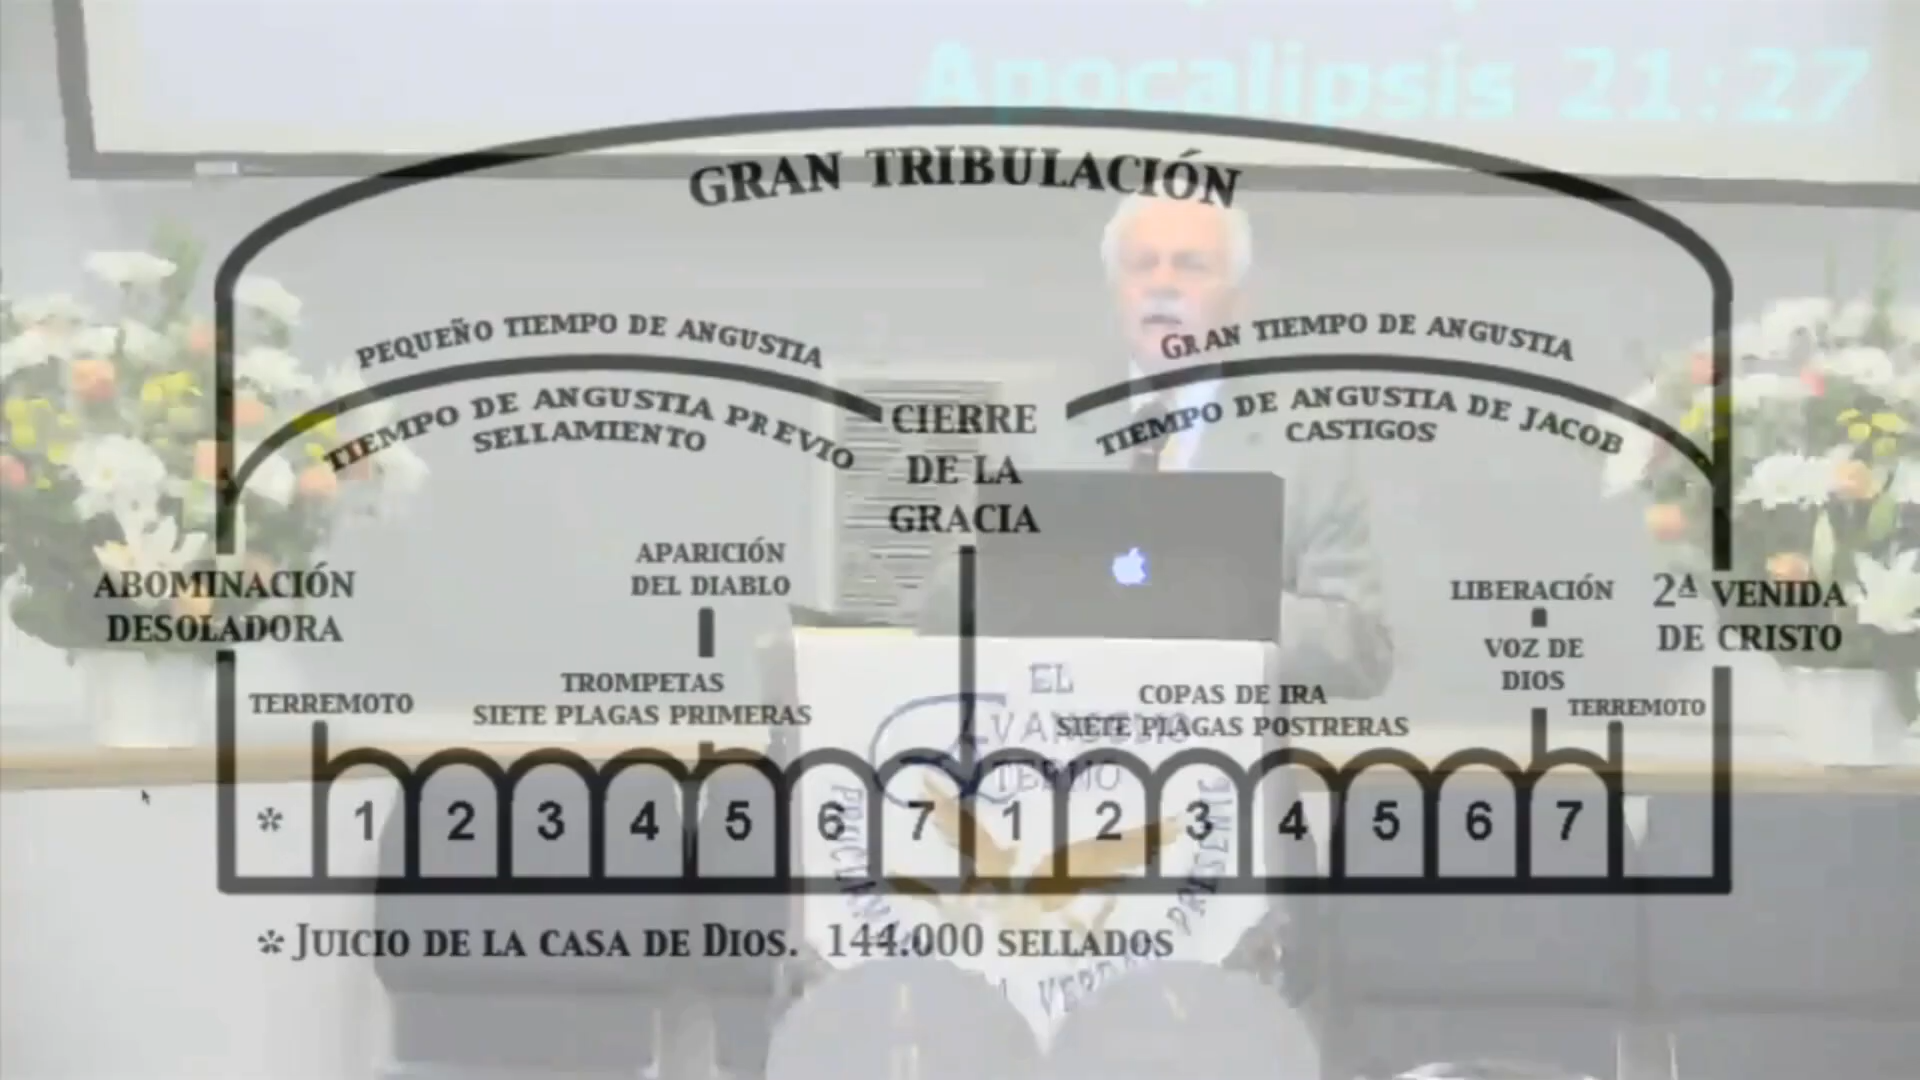 Apocalipsis 21:27
GRAN TRIBULACIÓN
PEQUEÑO TIEMPO DE ANGUSTIA
TIEMPO DE ANGUSTIA PREVIO
SELLAMIENTO
CIERRE
DE LA
GRACIA
GRAN TIEMPO DE ANGUSTIA
TIEMPO DE ANGUSTIA DE JACOB
CASTIGOS
ABOMINACIÓN
DESOLADORA
APARICIÓN
DEL DIABLO
LIBERACIÓN
VOZ DE
DIOS
2ª VENIDA
DE CRISTO
TERREMOTO
TROMPETAS
SIETE PLAGAS PRIMERAS
COPAS DE IRA
SIETE PLAGAS POSTRERAS
TERREMOTO
* 1 2 3 4 5 6 7 1 2 3 4 5 6 7
* JUICIO DE LA CASA DE DIOS. 144.000 SELLADOS
EL
EVANGELIO
ETERNO